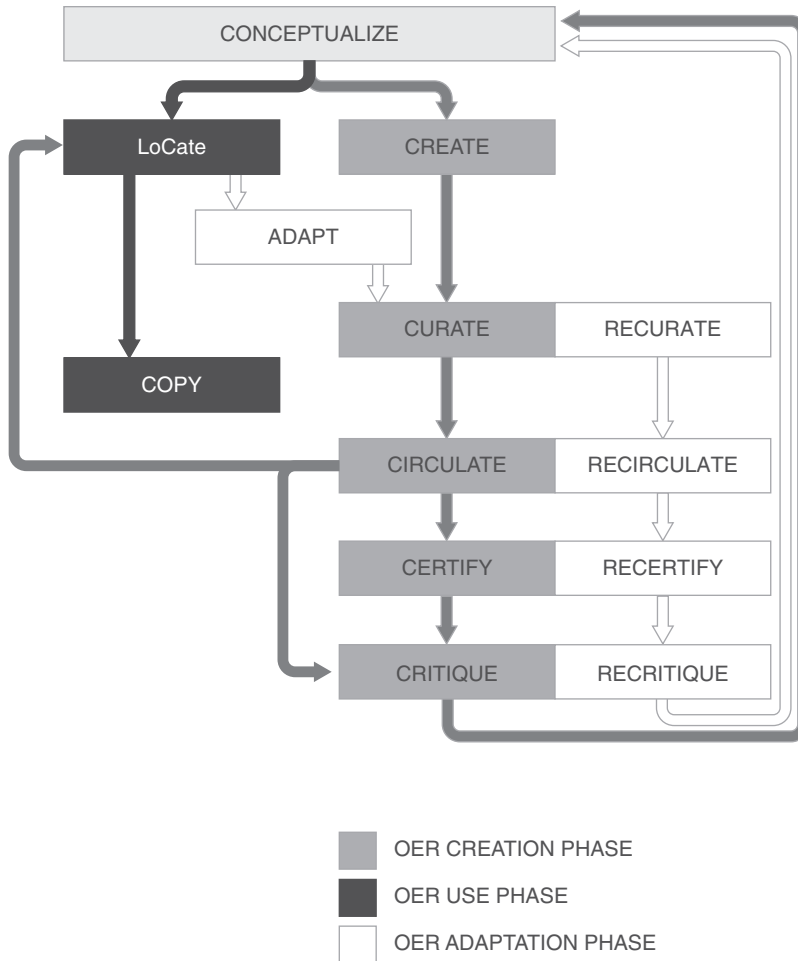 CONCEPTUALIZE
LoCate
CREATE
ADAPT
CURATE
RECURATE
COPY
CIRCULATE
RECIRCULATE
CERTIFY
RECERTIFY
CRITIQUE
RECRITIQUE
OER CREATION PHASE
OER USE PHASE
OER ADAPTATION PHASE